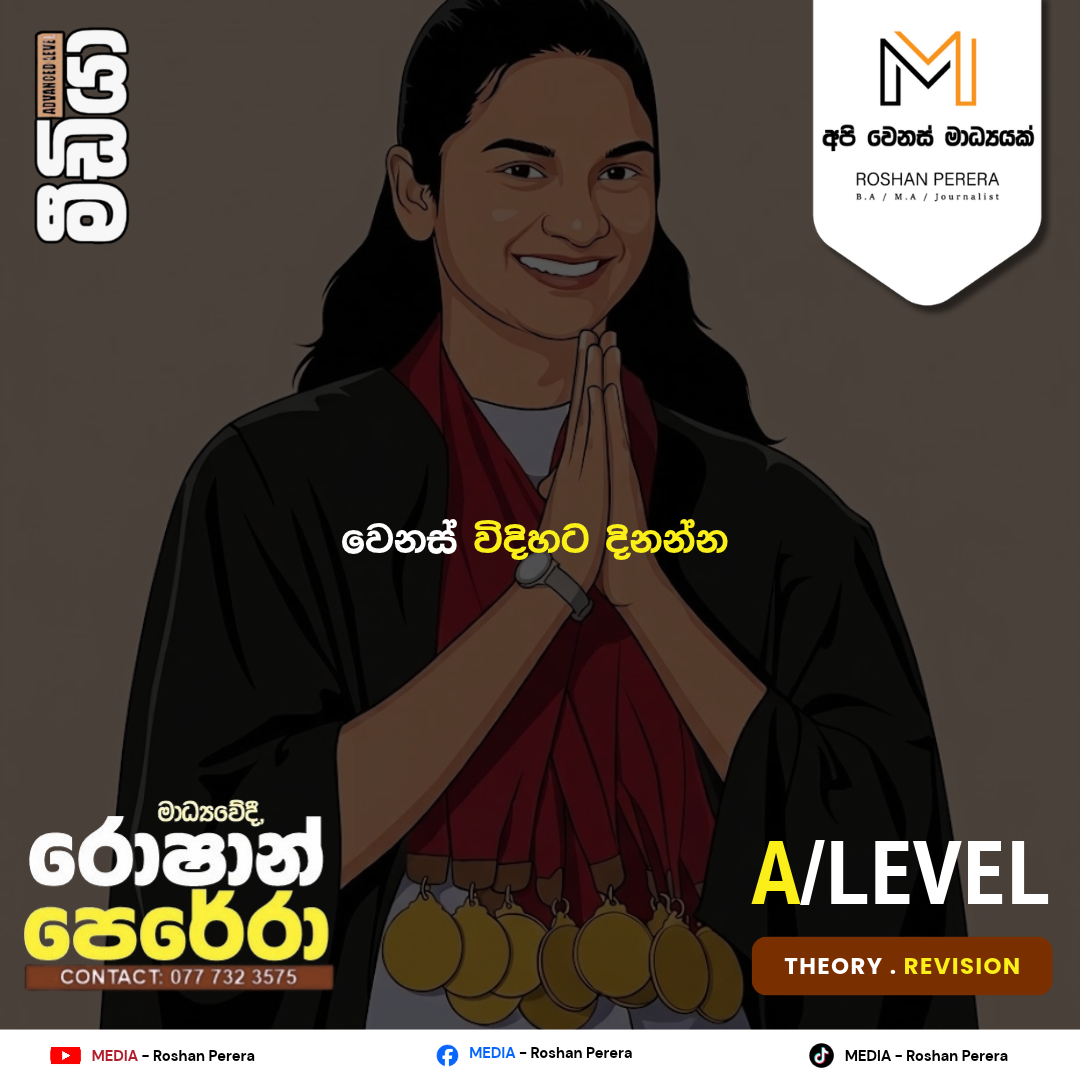 මීඩියා
ADVANCED LEVEL
අපි වෙනස් මාධ්‍යයක්
ROSHAN PERERA
B.A / M.A / Journalist
වෙනස් විදිහට දිනන්න
මාධ්‍යවේදී,
රොෂාන්
පෙරේරා
CONTACT: 077 732 3575
A/LEVEL
THEORY . REVISION
MEDIA - Roshan Perera
MEDIA - Roshan Perera
MEDIA - Roshan Perera